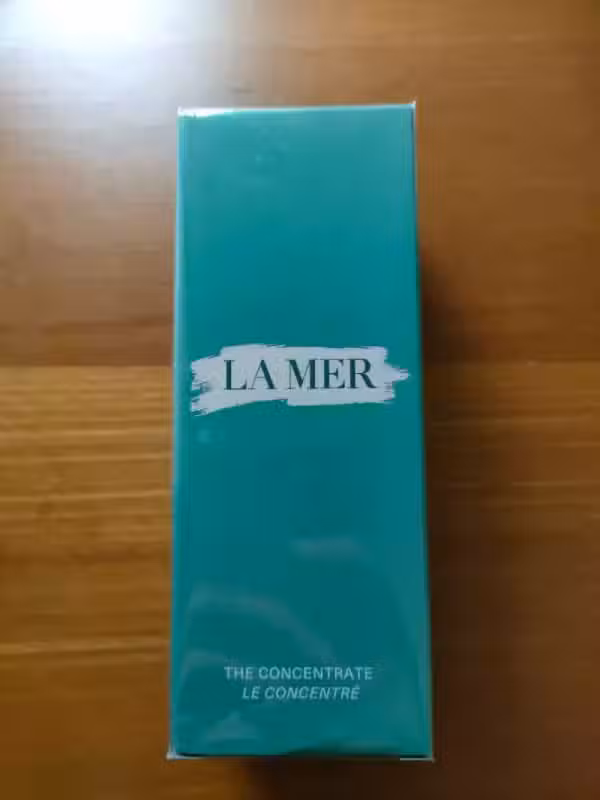 LA MER
THE CONCENTRATE
LE CONCENTRÉ